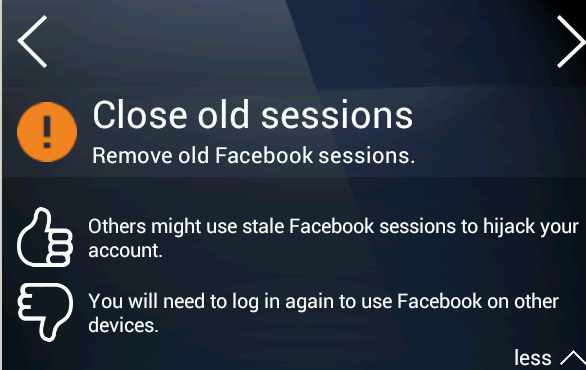 Close old sessions
Remove old Facebook sessions.
Others might use stale Facebook sessions to hijack your
account.
You will need to log in again to use Facebook on other
devices.
less